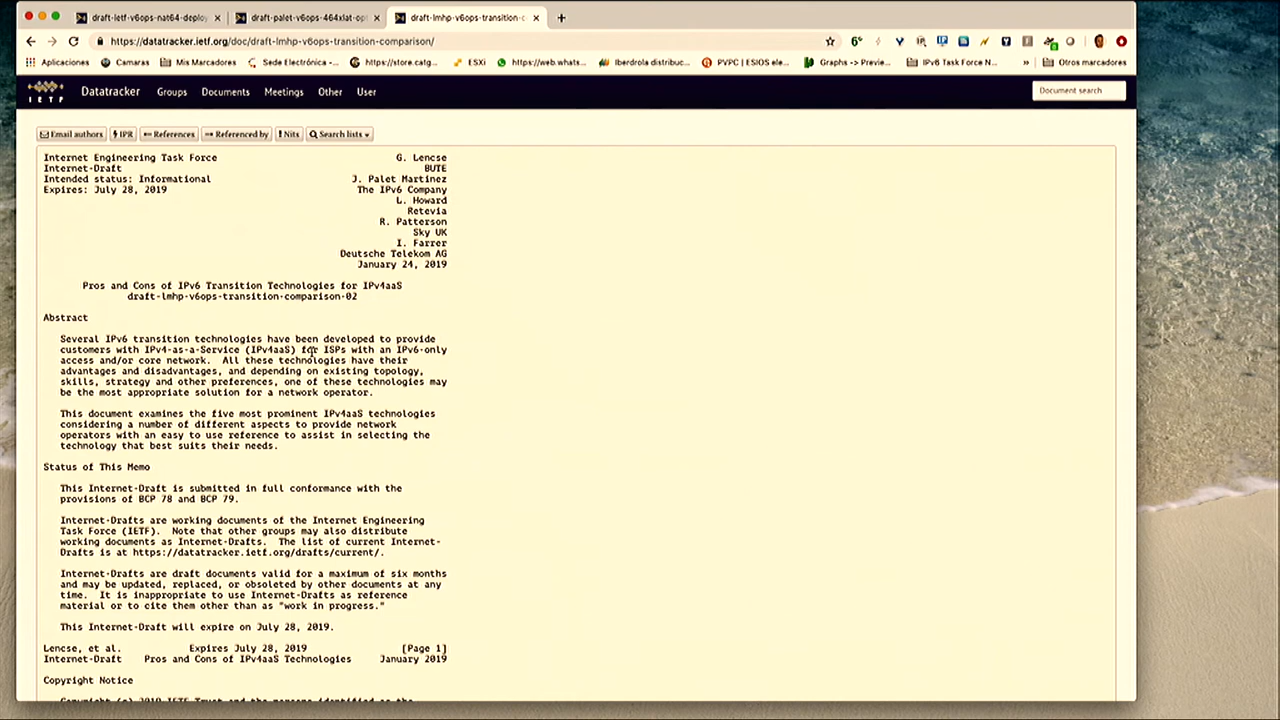 draft-ietf-v6ops-nat64-deploy
draft-palet-v6ops-464xlat-op
draft-lmhp-v6ops-transition-c
https://datatracker.ietf.org/doc/draft-lmhp-v6ops-transition-comparison/
Aplicaciones
Camaras
Mis Marcadores
Sede Electrónica -...
https://store.catg...
ESXi
https://web.whats...
Iberdrola distribuc...
PVPC | ESIOS ele...
Graphs -> Previe...
IPv6 Task Force N...
»
Otros marcadores
I E T F
Datatracker
Groups
Documents
Meetings
Other
User
Document search
Email authors
IPR
References
Referenced by
Nits
Search lists
Internet Engineering Task Force G. Lencse
Internet-Draft BUTE
Intended status: Informational J. Palet Martinez
Expires: July 28, 2019 The IPv6 Company
L. Howard
Retevia
R. Patterson
Sky UK
I. Farrer
Deutsche Telekom AG
January 24, 2019
Pros and Cons of IPv6 Transition Technologies for IPv4aaS
draft-lmhp-v6ops-transition-comparison-02
Abstract
Several IPv6 transition technologies have been developed to provide
customers with IPv4-as-a-Service (IPv4aaS) for ISPs with an IPv6-only
access and/or core network. All these technologies have their
advantages and disadvantages, and depending on existing topology,
skills, strategy and other preferences, one of these technologies may
be the most appropriate solution for a network operator.
This document examines the five most prominent IPv4aaS technologies
considering a number of different aspects to provide network
operators with an easy to use reference to assist in selecting the
technology that best suits their needs.
Status of This Memo
This Internet-Draft is submitted in full conformance with the
provisions of BCP 78 and BCP 79.
Internet-Drafts are working documents of the Internet Engineering
Task Force (IETF). Note that other groups may also distribute
working documents as Internet-Drafts. The list of current Internet-
Drafts is at https://datatracker.ietf.org/drafts/current/.
Internet-Drafts are draft documents valid for a maximum of six months
and may be updated, replaced, or obsoleted by other documents at any
time. It is inappropriate to use Internet-Drafts as reference
material or to cite them other than as "work in progress."
This Internet-Draft will expire on July 28, 2019.
Lencse, et al. Expires July 28, 2019 [Page 1]
Internet-Draft Pros and Cons of IPv4aaS Technologies January 2019
Copyright Notice
Copyright (c) 2019 IETF Trust and the persons identified as the